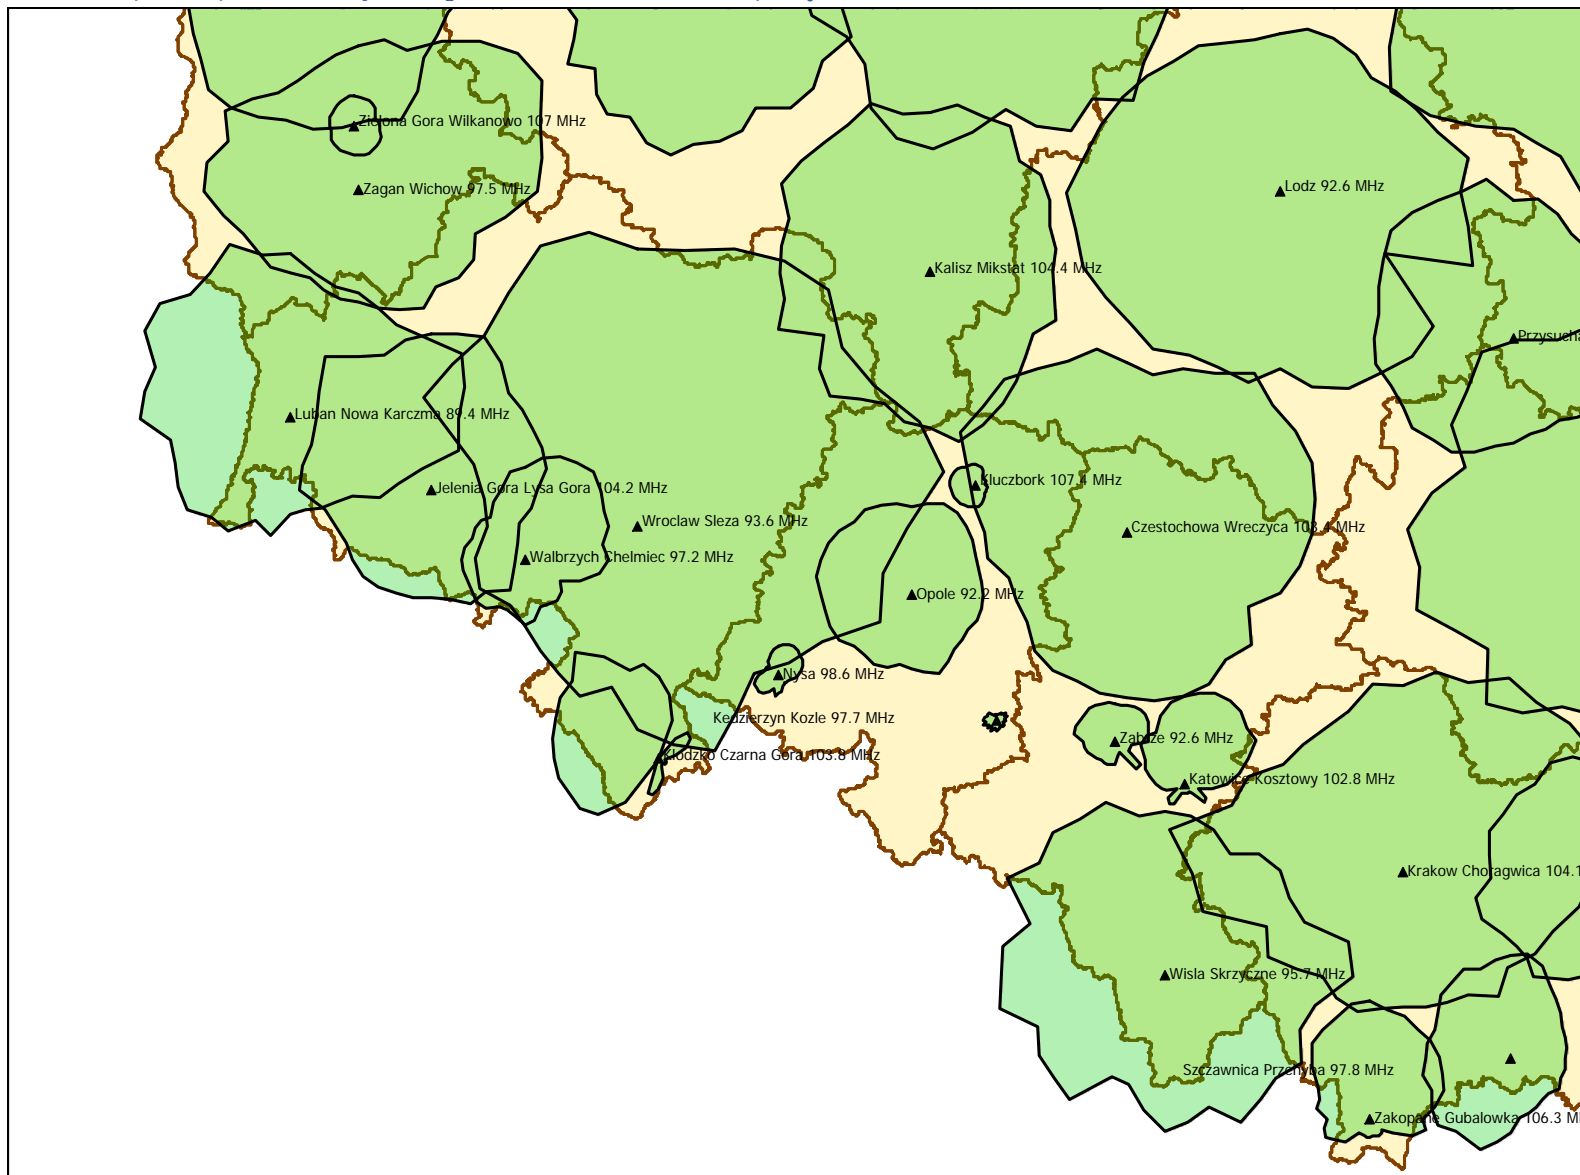 Zielona Gora Wilkanowo 107 MHz
Zagan Wichow 97.5 MHz
Lodz 92.6 MHz
Kalisz Mikstat 104.4 MHz
Przysucha
Luban Nowa Karczma 89.4 MHz
Jelenia Gora Lysa Gora 104.2 MHz
Kluczbork 107.4 MHz
Wroclaw Sleza 93.6 MHz
Czestochowa Wreczyca 103.4 MHz
Walbrzych Chelmiec 97.2 MHz
Opole 92.2 MHz
Nysa 98.6 MHz
Kedzierzyn Kozle 97.7 MHz
Zabrze 92.6 MHz
Klodzko Czarna Gora 103.8 MHz
Katowice Kosztowy 102.8 MHz
Krakow Choragwica 104.1
Wisla Skrzyczne 95.7 MHz
Szczawnica Przehyba 97.8 MHz
Zakopane Gubalowka 106.3 M